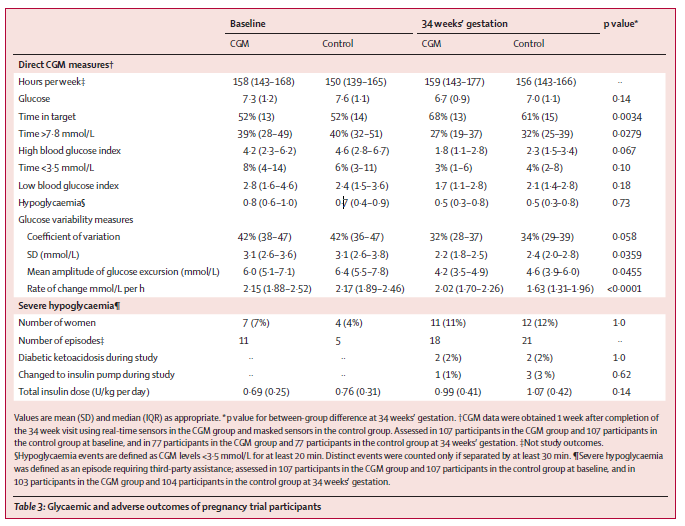 Baseline 34 weeks' gestation p value*
CGM Control CGM Control
Direct CGM measures†
Hours per week‡ 158 (143–168) 150 (139–165) 159 (143–177) 156 (143-166) ··
Glucose 7·3 (1·2) 7·6 (1·1) 6·7 (0·9) 7·0 (1·1) 0·14
Time in target 52% (13) 52% (14) 68% (13) 61% (15) 0·0034
Time >7·8 mmol/L 39% (28–49) 40% (32–51) 27% (19–37) 32% (25–39) 0·0279
High blood glucose index 4·2 (2·3–6·2) 4·6 (2·8–6·7) 1·8 (1·1–2·8) 2·3 (1·5–3·4) 0·067
Time <3·5 mmol/L 8% (4–14) 6% (3–11) 3% (1–6) 4% (2–8) 0·10
Low blood glucose index 2·8 (1·6–4·6) 2·4 (1·5–3·6) 1·7 (1·1–2·8) 2·1 (1·4–2·8) 0·18
Hypoglycaemia§ 0·8 (0·6–1·0) 0·7 (0·4–0·9) 0·5 (0·3–0·8) 0·5 (0·3–0·8) 0·73
Glucose variability measures
Coefficient of variation 42% (38–47) 42% (36–47) 32% (28–37) 34% (29–39) 0·058
SD (mmol/L) 3·1 (2·6–3·6) 3·1 (2·6–3·8) 2·2 (1·8–2·5) 2·4 (2·0–2·8) 0·0359
Mean amplitude of glucose excursion (mmol/L) 6·0 (5·1–7·1) 6·4 (5·5–7·8) 4·2 (3·5–4·9) 4·6 (3·9–6·0) 0·0455
Rate of change mmol/L per h 2·15 (1·88–2·52) 2·17 (1·89–2·46) 2·02 (1·70–2·26) 1·63 (1·31–1·96) <0·0001
Severe hypoglycaemia¶
Number of women 7 (7%) 4 (4%) 11 (11%) 12 (12%) 1·0
Number of episodes‡ 11 5 18 21 ··
Diabetic ketoacidosis during study ·· ·· 2 (2%) 2 (2%) 1·0
Changed to insulin pump during study ·· ·· 1 (1%) 3 (3 %) 0·62
Total insulin dose (U/kg per day) 0·69 (0·25) 0·76 (0·31) 0·99 (0·41) 1·07 (0·42) 0·14
Values are mean (SD) and median (IQR) as appropriate. *p value for between-group difference at 34 weeks' gestation. †CGM data were obtained 1 week after completion of
the 34 week visit using real-time sensors in the CGM group and masked sensors in the control group. Assessed in 107 participants in the CGM group and 107 participants in
the control group at baseline, and in 77 participants in the CGM group and 77 participants in the control group at 34 weeks' gestation. ‡Not study outcomes.
§Hypoglycaemia events are defined as CGM levels <3·5 mmol/L for at least 20 min. Distinct events were counted only if separated by at least 30 min. ¶Severe hypoglycaemia
was defined as an episode requiring third-party assistance; assessed in 107 participants in the CGM group and 107 participants in the control group at baseline, and in
103 participants in the CGM group and 104 participants in the control group at 34 weeks' gestation.
Table 3: Glycaemic and adverse outcomes of pregnancy trial participants